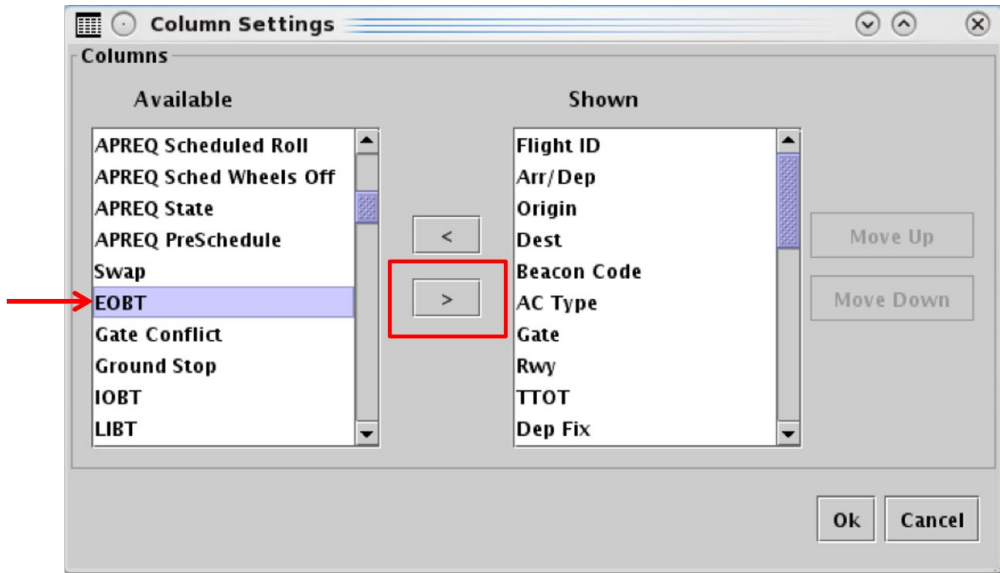 Column Settings
Columns
Available
APREQ Scheduled Roll
APREQ Sched Wheels Off
APREQ State
APREQ PreSchedule
Swap
EOBT
Gate Conflict
Ground Stop
IOBT
LIBT
<
>
Shown
Flight ID
Arr/Dep
Origin
Dest
Beacon Code
AC Type
Gate
Rwy
TTOT
Dep Fix
Move Up
Move Down
Ok
Cancel